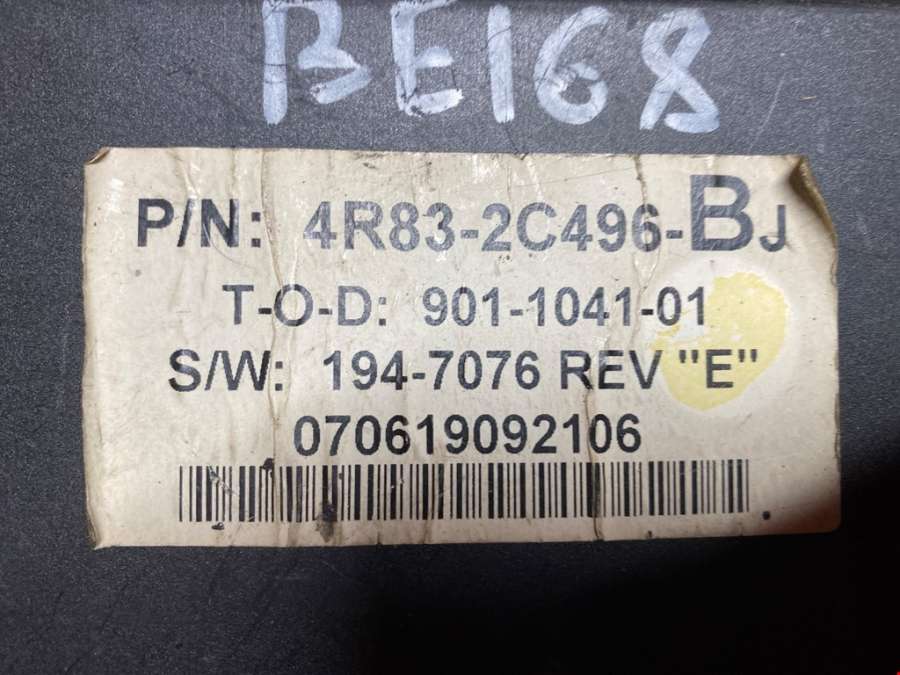 BE168
P/N: 4R83-2C496-BJ
T-O-D: 901-1041-01
S/W: 194-7076 REV "E"
070619092106